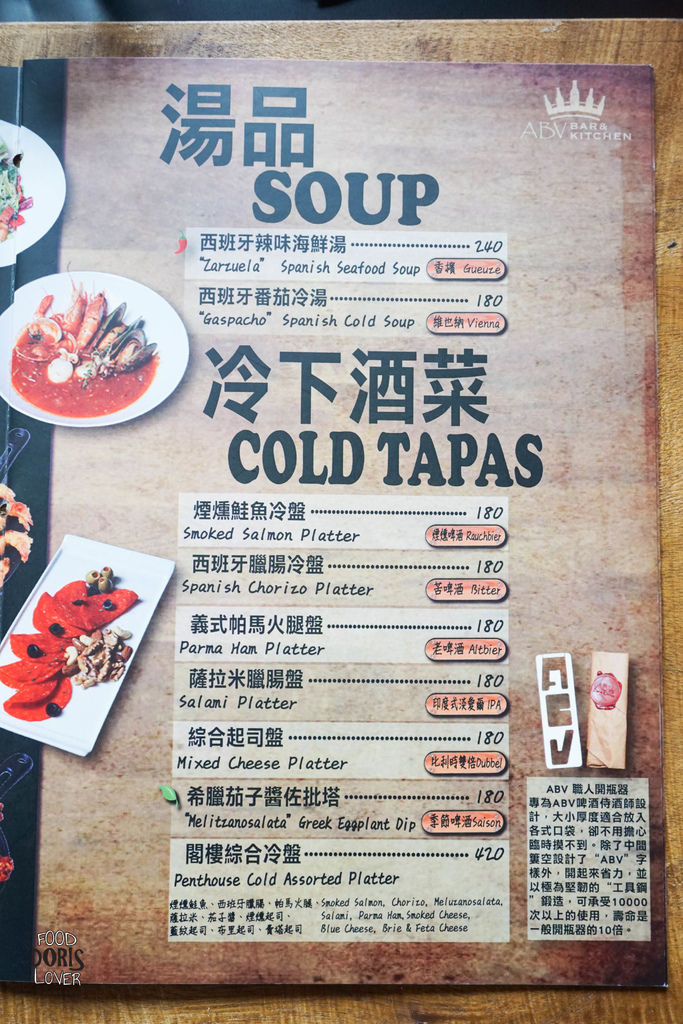 湯品
SOUP
ABV BAR& KITCHEN
西班牙辣味海鮮湯 240
"Zarzuela" Spanish Seafood Soup 香檳 Gueuze
西班牙番茄冷湯 180
"Gaspacho" Spanish Cold Soup 維也納 Vienna
冷下酒菜
COLD TAPAS
煙燻鮭魚冷盤 180
Smoked Salmon Platter 煙燻啤酒 Rauchbier
西班牙臘腸冷盤 180
Spanish Chorizo Platter 苦啤酒 Bitter
義式帕馬火腿盤 180
Parma Ham Platter 老啤酒 Altbier
薩拉米臘腸盤 180
Salami Platter 印度式淡愛爾 IPA
綜合起司盤 180
Mixed Cheese Platter 比利時雙倍Dubbel
希臘茄子醬佐批塔 180
"Melitzanosalata" Greek Eggplant Dip 季節啤酒Saison
閣樓綜合冷盤 420
Penthouse Cold Assorted Platter
煙燻鮭魚、西班牙臘腸、帕馬火腿、Smoked Salmon, Chorizo, Meluzanosalata,
薩拉米、茄子醬、煙燻起司、 Salami, Parma Ham, Smoked Cheese,
藍紋起司、布里起司、費塔起司 Blue Cheese, Brie & Feta Cheese
ABV
ABV 職人開瓶器
專為ABV啤酒侍酒師設
計，大小厚度適合放入
各式口袋，卻不用擔心
臨時摸不到。除了中間
簍空設計了“ABV”字
樣外，開起來省力，並
以極為堅韌的“工具鋼
”鍛造，可承受10000
次以上的使用，壽命是
一般開瓶器的10倍。
FOOD
DORIS
LOVER